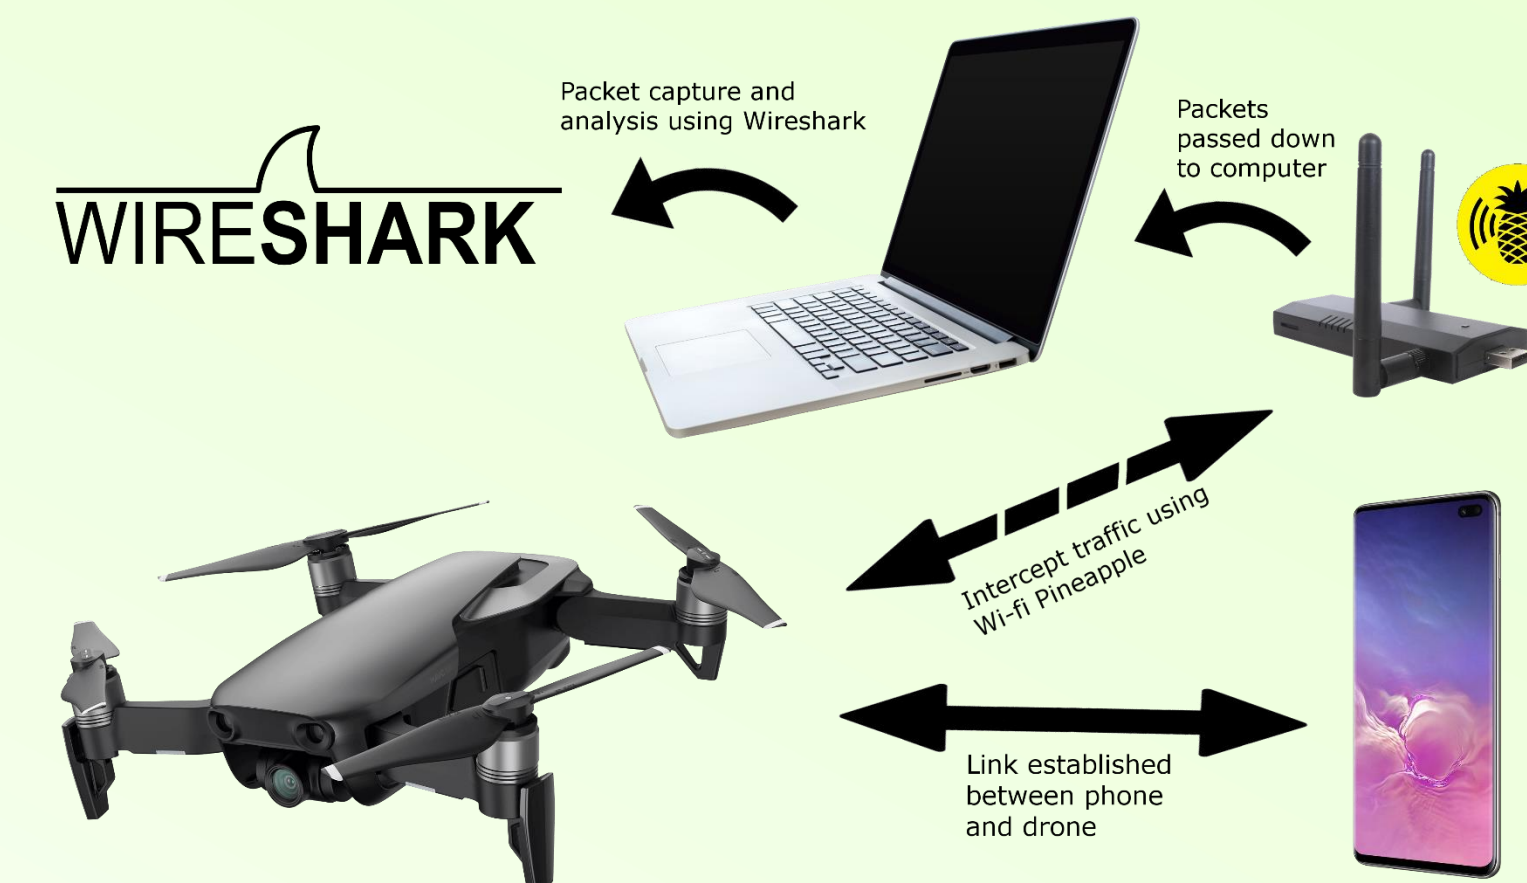 Packet capture and
analysis using Wireshark
Packets
passed down
to computer
WIRESHARK
Intercept traffic using
Wi-fi Pineapple
Link established
between phone
and drone